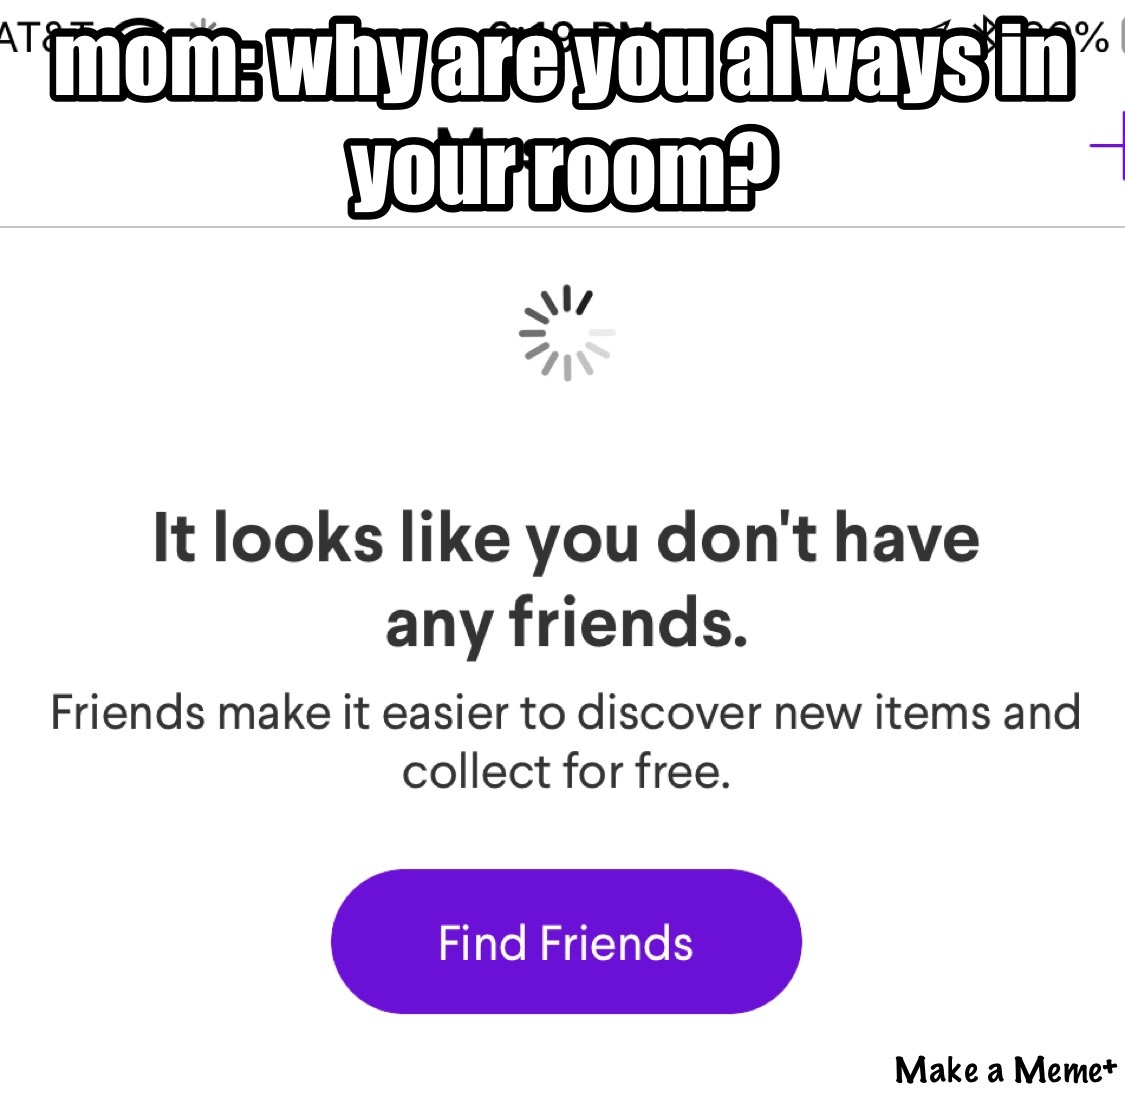 AT&T
mom: why are you always in
your room?
It looks like you don't have
any friends.
Friends make it easier to discover new items and
collect for free.
Find Friends
Make a Meme+